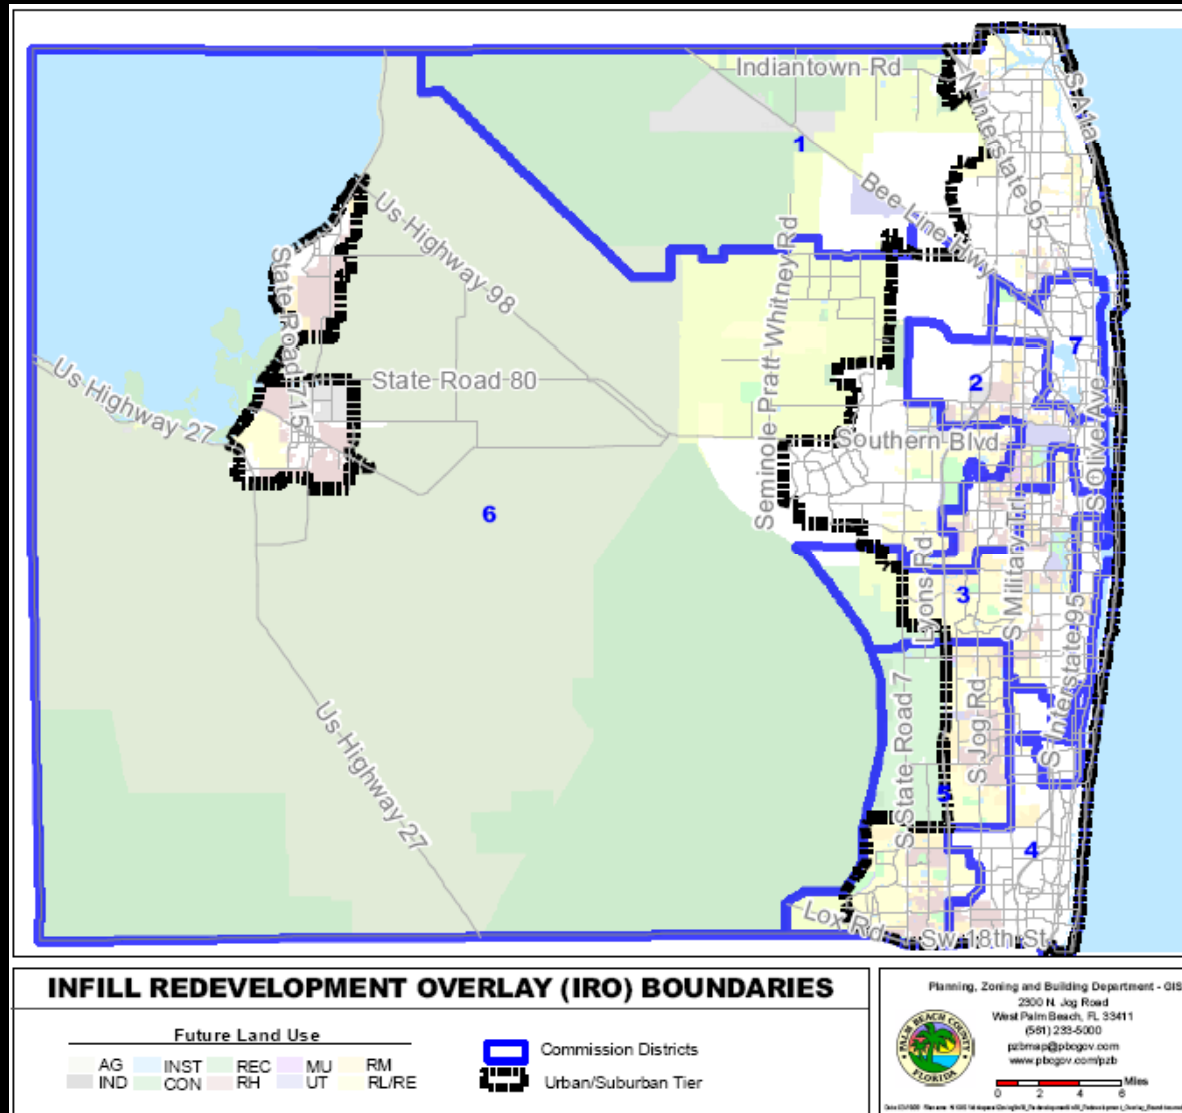 Indiantown Rd
N Interstate 95
S A1a
1
Bee Line Hwy
Us Highway 98
State Road 715
Seminole Pratt Whitney Rd
7
Us Highway 27
State Road 80
2
S Olive Ave
Southern Blvd
6
S Military Trl
Lyons Rd
3
S Interstate 95
S State Road 7
S Jog Rd
Us Highway 27
5
4
Lox Rd
Sw 18th St
INFILL REDEVELOPMENT OVERLAY (IRO) BOUNDARIES
Future Land Use
AG INST REC MU RM
IND CON RH UT RL/RE
Commission Districts
Urban/Suburban Tier
Planning, Zoning and Building Department - GIS
2300 N. Jog Road
West Palm Beach, FL 33411
(561) 233-5000
pzbmap@pbcgov.com
www.pbcgov.com/pzb
PALM BEACH COUNTY
FLORIDA
Miles
0 1 2 4 6